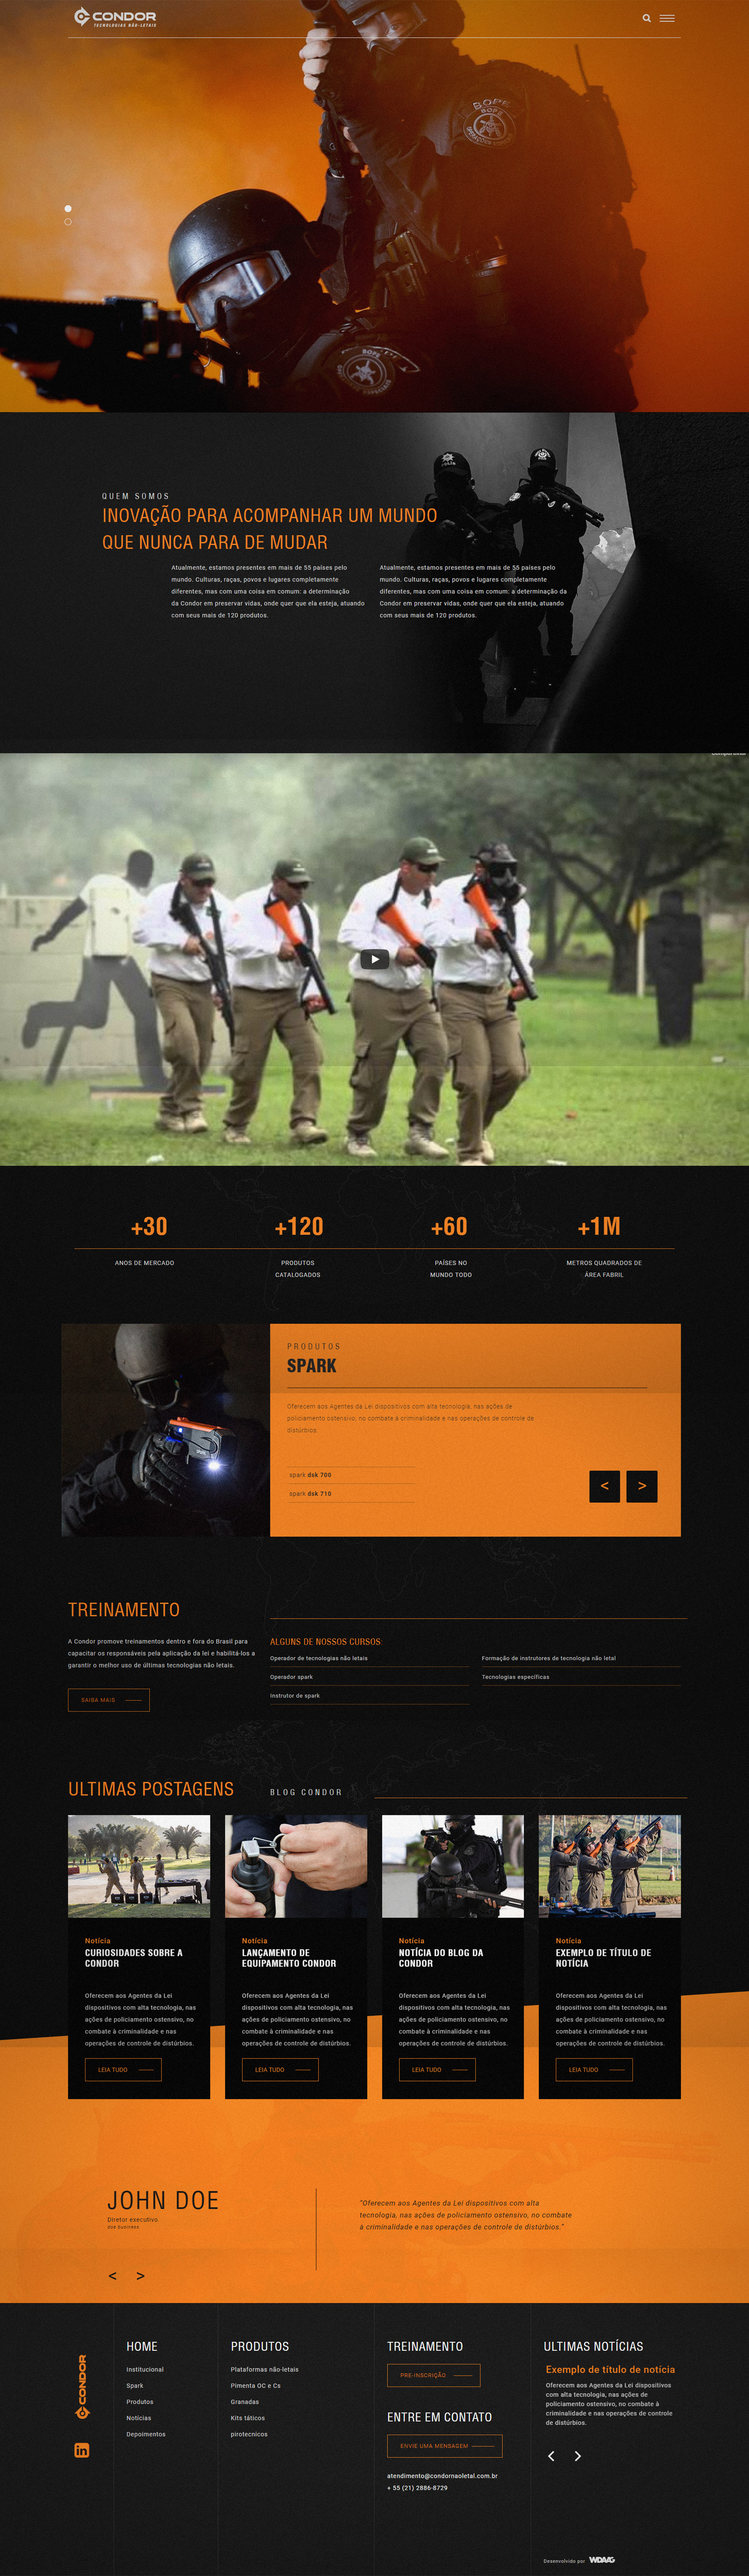 CONDOR
TECNOLOGIAS NÃO-LETAIS
BOPE
OPERAÇÕES
BOPE
QUEM SOMOS
INOVAÇÃO PARA ACOMPANHAR UM MUNDO
QUE NUNCA PARA DE MUDAR
Atualmente, estamos presentes em mais de 55 países pelo
mundo. Culturas, raças, povos e lugares completamente
diferentes, mas com uma coisa em comum: a determinação
da Condor em preservar vidas, onde quer que ela esteja, atuando
com seus mais de 120 produtos.
Atualmente, estamos presentes em mais de 55 países pelo
mundo. Culturas, raças, povos e lugares completamente
diferentes, mas com uma coisa em comum: a determinação da
Condor em preservar vidas, onde quer que ela esteja, atuando
com seus mais de 120 produtos.
+30
ANOS DE MERCADO
+120
PRODUTOS
CATALOGADOS
+60
PAÍSES NO
MUNDO TODO
+1M
METROS QUADRADOS DE
ÁREA FABRIL
PRODUTOS
SPARK
Oferecem aos Agentes da Lei dispositivos com alta tecnologia, nas ações de
policiamento ostensivo, no combate à criminalidade e nas operações de controle de
distúrbios.
spark dsk 700
spark dsk 710
< >
TREINAMENTO
A Condor promove treinamentos dentro e fora do Brasil para
capacitar os responsáveis pela aplicação da lei e habilitá-los a
garantir o melhor uso de últimas tecnologias não letais.
SAIBA MAIS
ALGUNS DE NOSSOS CURSOS:
Operador de tecnologias não letais
Operador spark
Instrutor de spark
Formação de instrutores de tecnologia não letal
Tecnologias específicas
ULTIMAS POSTAGENS
BLOG CONDOR
Notícia
CURIOSIDADES SOBRE A
CONDOR
Oferecem aos Agentes da Lei
dispositivos com alta tecnologia, nas
ações de policiamento ostensivo, no
combate à criminalidade e nas
operações de controle de distúrbios.
LEIA TUDO
Notícia
LANÇAMENTO DE
EQUIPAMENTO CONDOR
Oferecem aos Agentes da Lei
dispositivos com alta tecnologia, nas
ações de policiamento ostensivo, no
combate à criminalidade e nas
operações de controle de distúrbios.
LEIA TUDO
Notícia
NOTÍCIA DO BLOG DA
CONDOR
Oferecem aos Agentes da Lei
dispositivos com alta tecnologia, nas
ações de policiamento ostensivo, no
combate à criminalidade e nas
operações de controle de distúrbios.
LEIA TUDO
Notícia
EXEMPLO DE TÍTULO DE
NOTÍCIA
Oferecem aos Agentes da Lei
dispositivos com alta tecnologia, nas
ações de policiamento ostensivo, no
combate à criminalidade e nas
operações de controle de distúrbios.
LEIA TUDO
JOHN DOE
Diretor executivo
doe business
< >
"Oferecem aos Agentes da Lei dispositivos com alta
tecnologia, nas ações de policiamento ostensivo, no combate
à criminalidade e nas operações de controle de distúrbios."
CONDOR
in
HOME
Institucional
Spark
Produtos
Notícias
Depoimentos
PRODUTOS
Plataformas não-letais
Pimenta OC e Cs
Granadas
Kits táticos
pirotecnicos
TREINAMENTO
PRE-INSCRIÇÃO
ENTRE EM CONTATO
ENVIE UMA MENSAGEM
atendimento@condornaoletal.com.br
+ 55 (21) 2886-8729
ULTIMAS NOTÍCIAS
Exemplo de título de notícia
Oferecem aos Agentes da Lei dispositivos
com alta tecnologia, nas ações de
policiamento ostensivo, no combate à
criminalidade e nas operações de controle
de distúrbios.
Desenvolvido por WDAAG